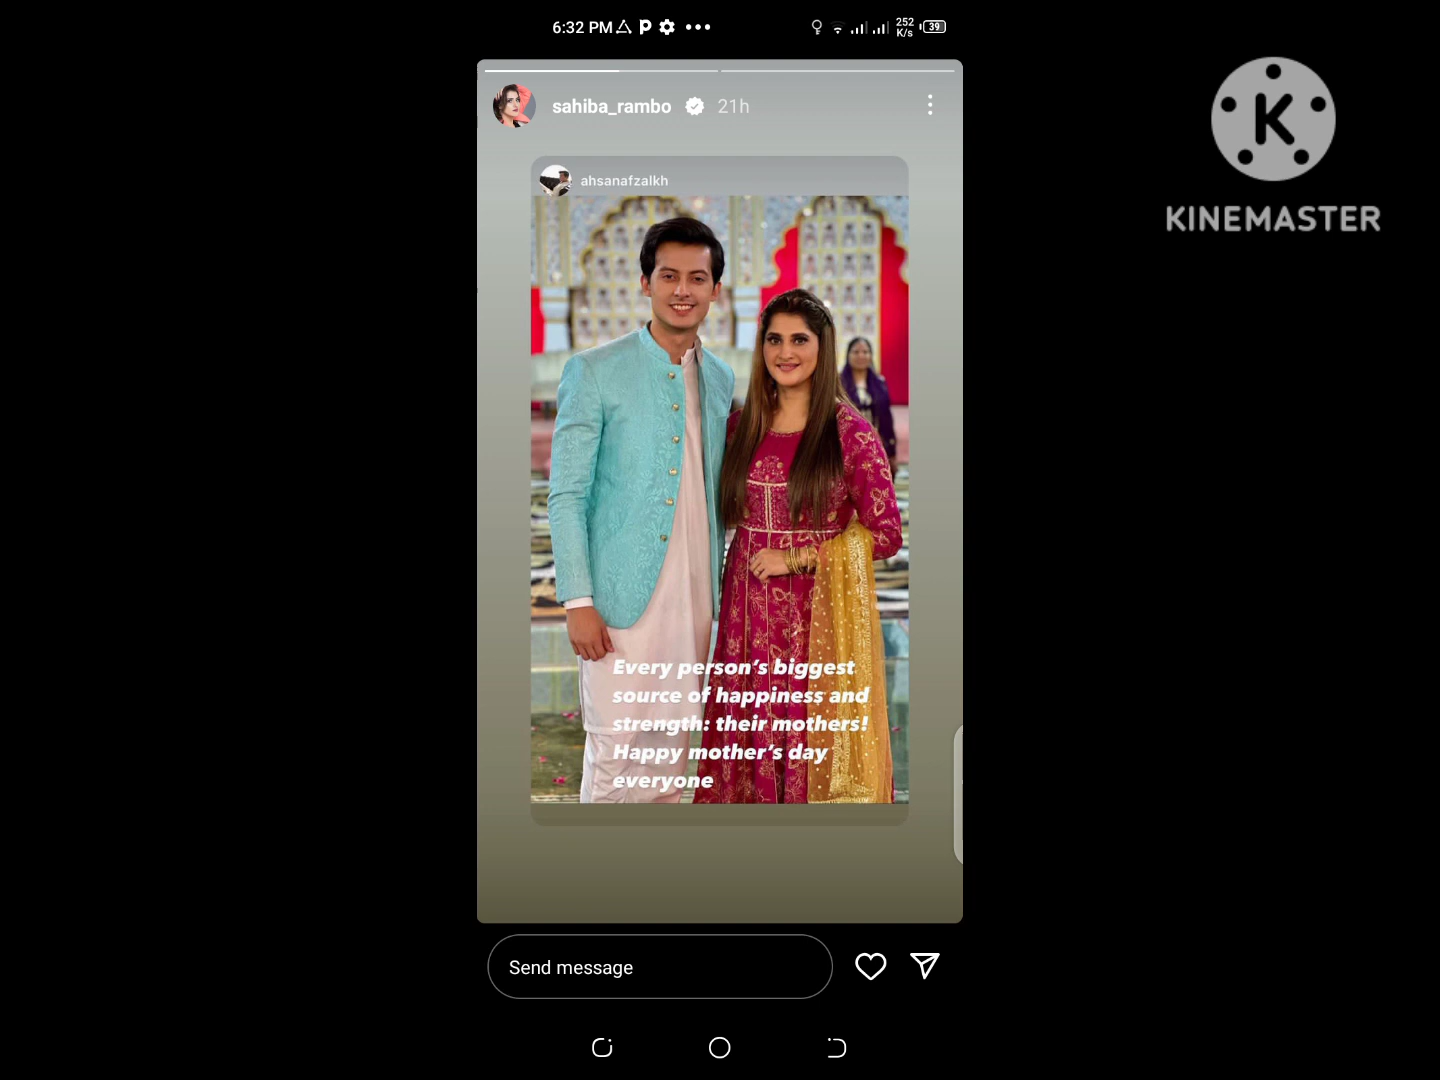 6:32 PM
252
K/s
39
sahiba_rambo 21h
ahsanafzalkh
Every person's biggest
source of happiness and
strength: their mothers!
Happy mother's day
everyone
Send message
K
KINEMASTER